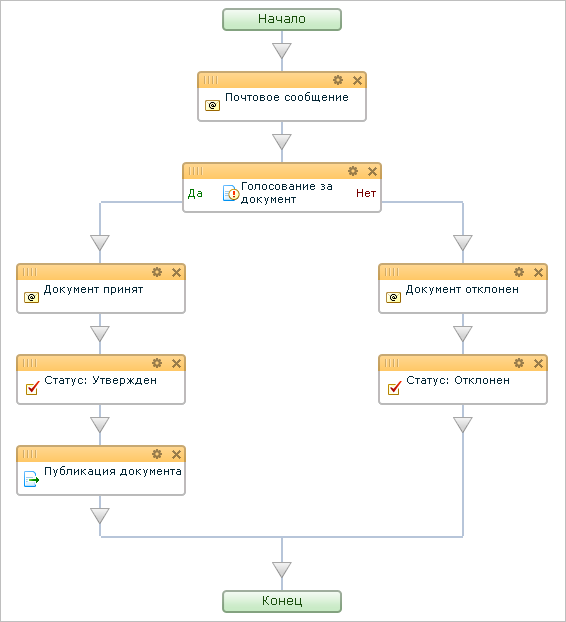 Начало
Почтовое сообщение
Да
Голосование за
документ
Нет
Документ принят
Документ отклонен
Статус: Утвержден
Статус: Отклонен
Публикация документа
Конец